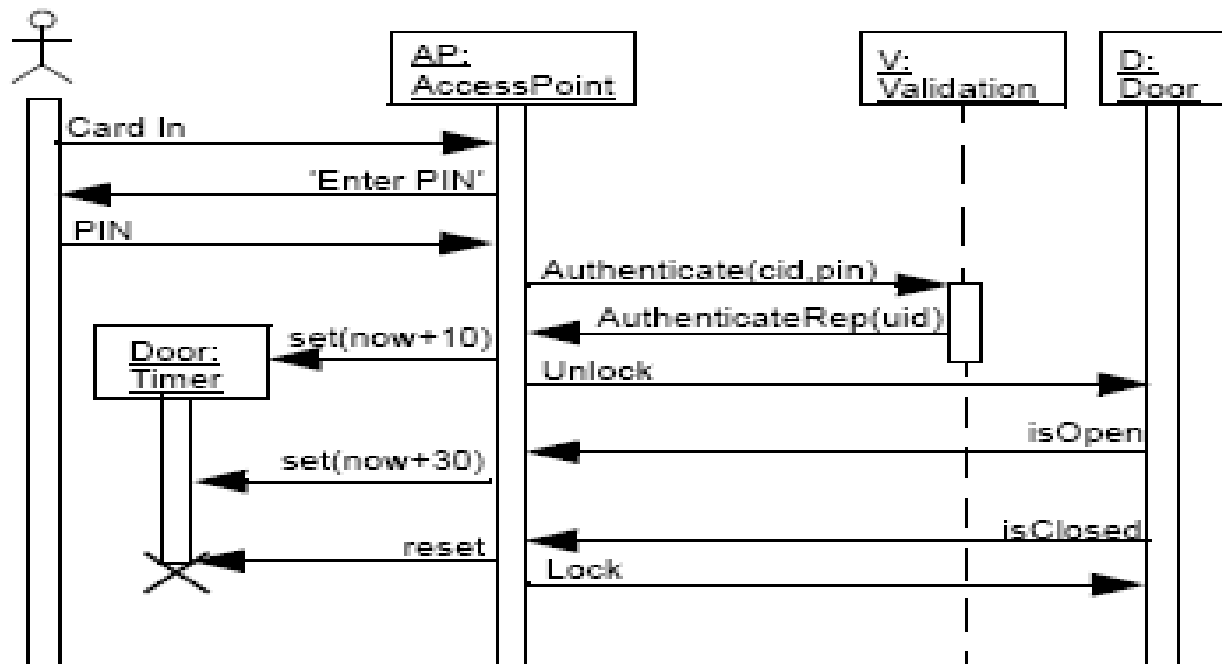 AP:
AccessPoint
V:
Validation
D:
Door
Card In
'Enter PIN'
PIN
Authenticate(cid,pin)
AuthenticateRep(uid)
set(now+10)
Door:
Timer
Unlock
isOpen
set(now+30)
isClosed
reset
Lock